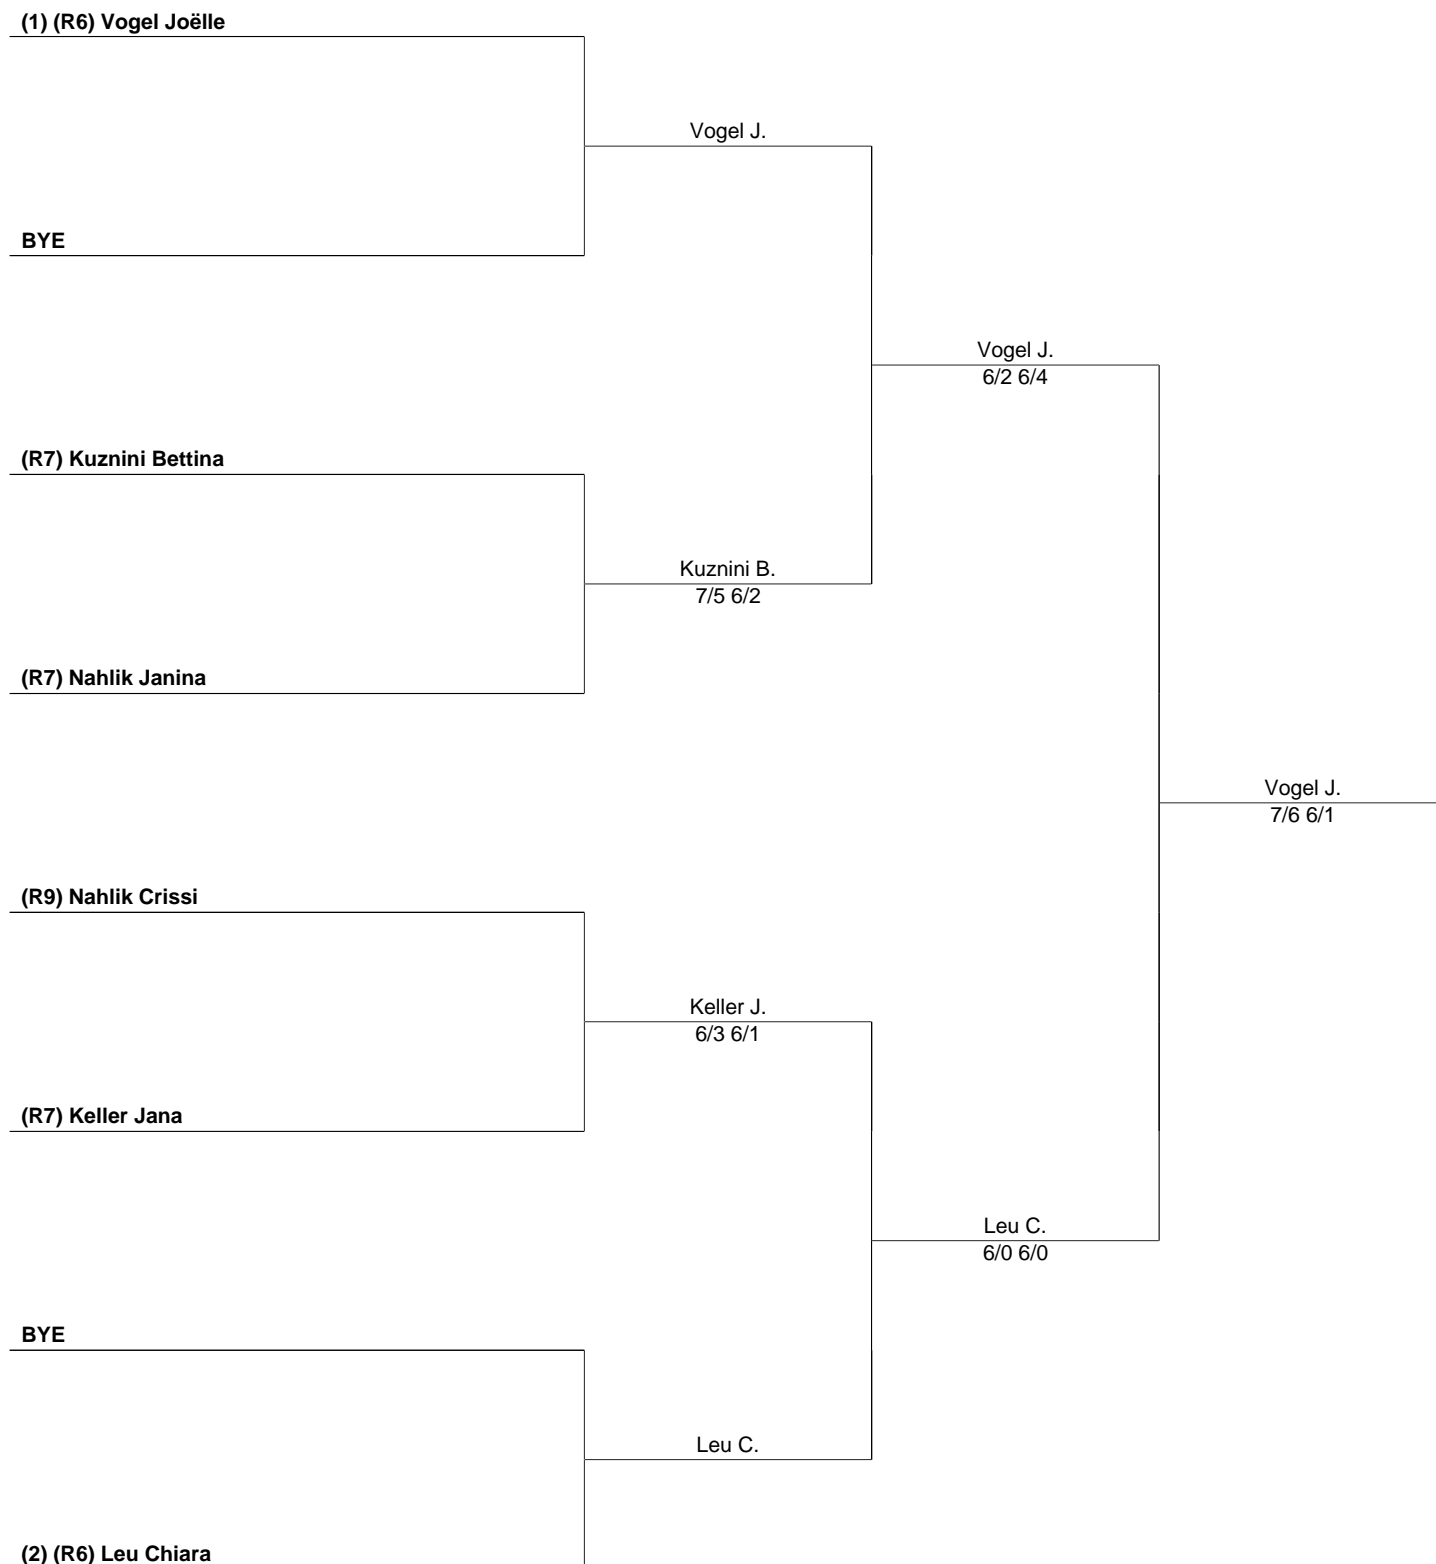 (1) (R6) Vogel Joëlle
Vogel J.
BYE
Vogel J.
6/2 6/4
(R7) Kuznini Bettina
Kuznini B.
7/5 6/2
(R7) Nahlik Janina
Vogel J.
7/6 6/1
(R9) Nahlik Crissi
Keller J.
6/3 6/1
(R7) Keller Jana
Leu C.
6/0 6/0
BYE
Leu C.
(2) (R6) Leu Chiara